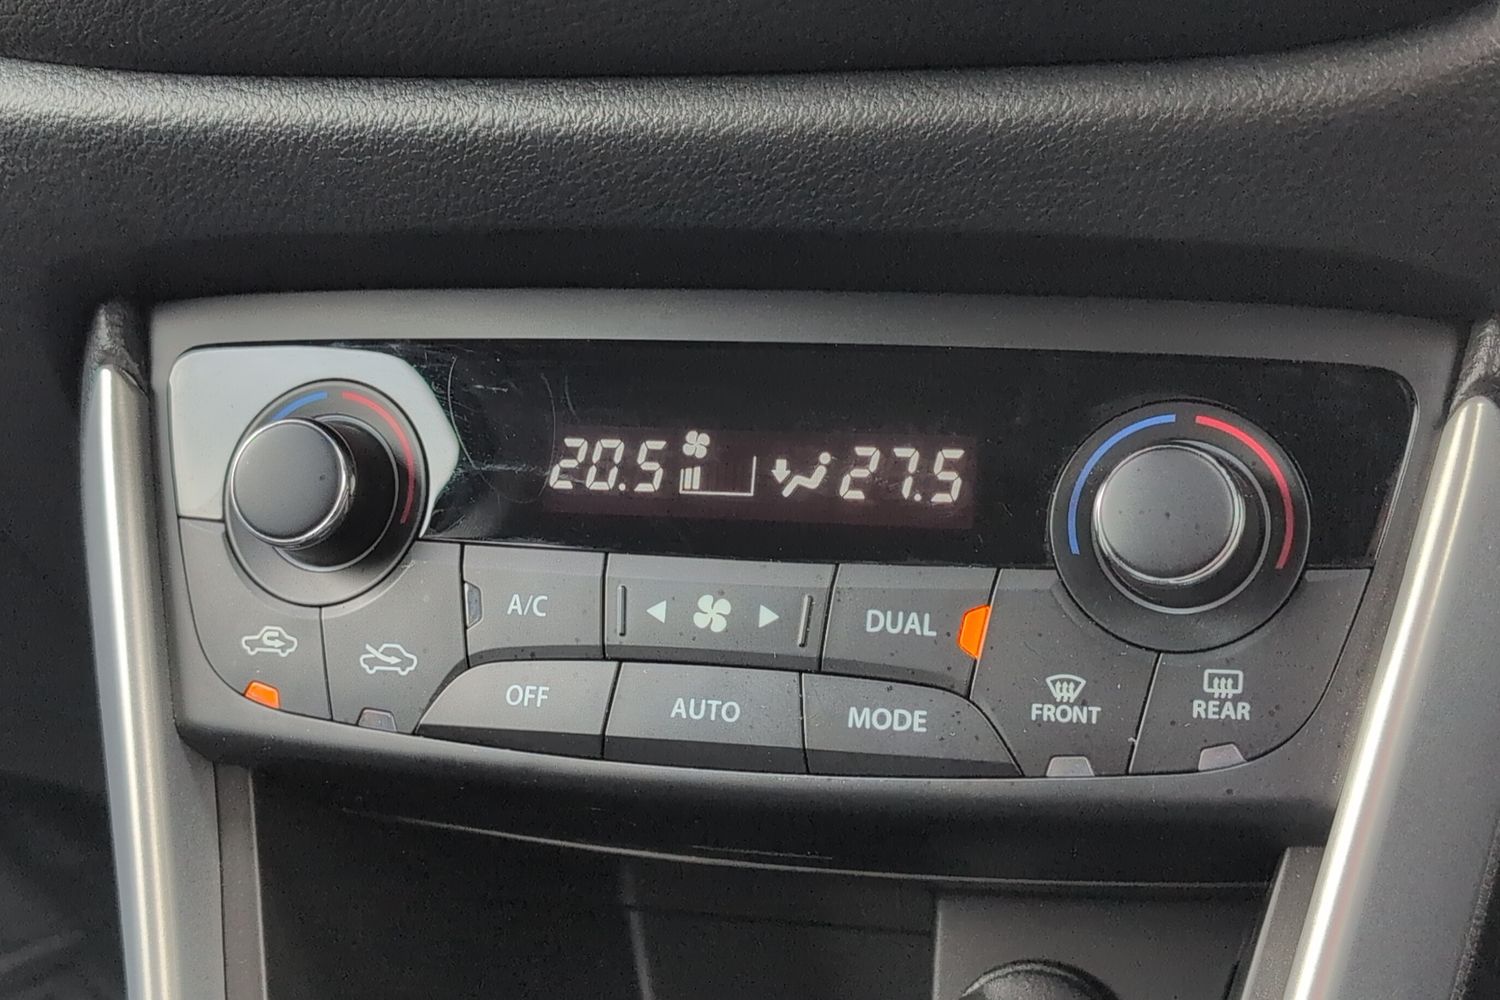 20.5 27.5
A/C
DUAL
OFF
AUTO
MODE
FRONT
REAR